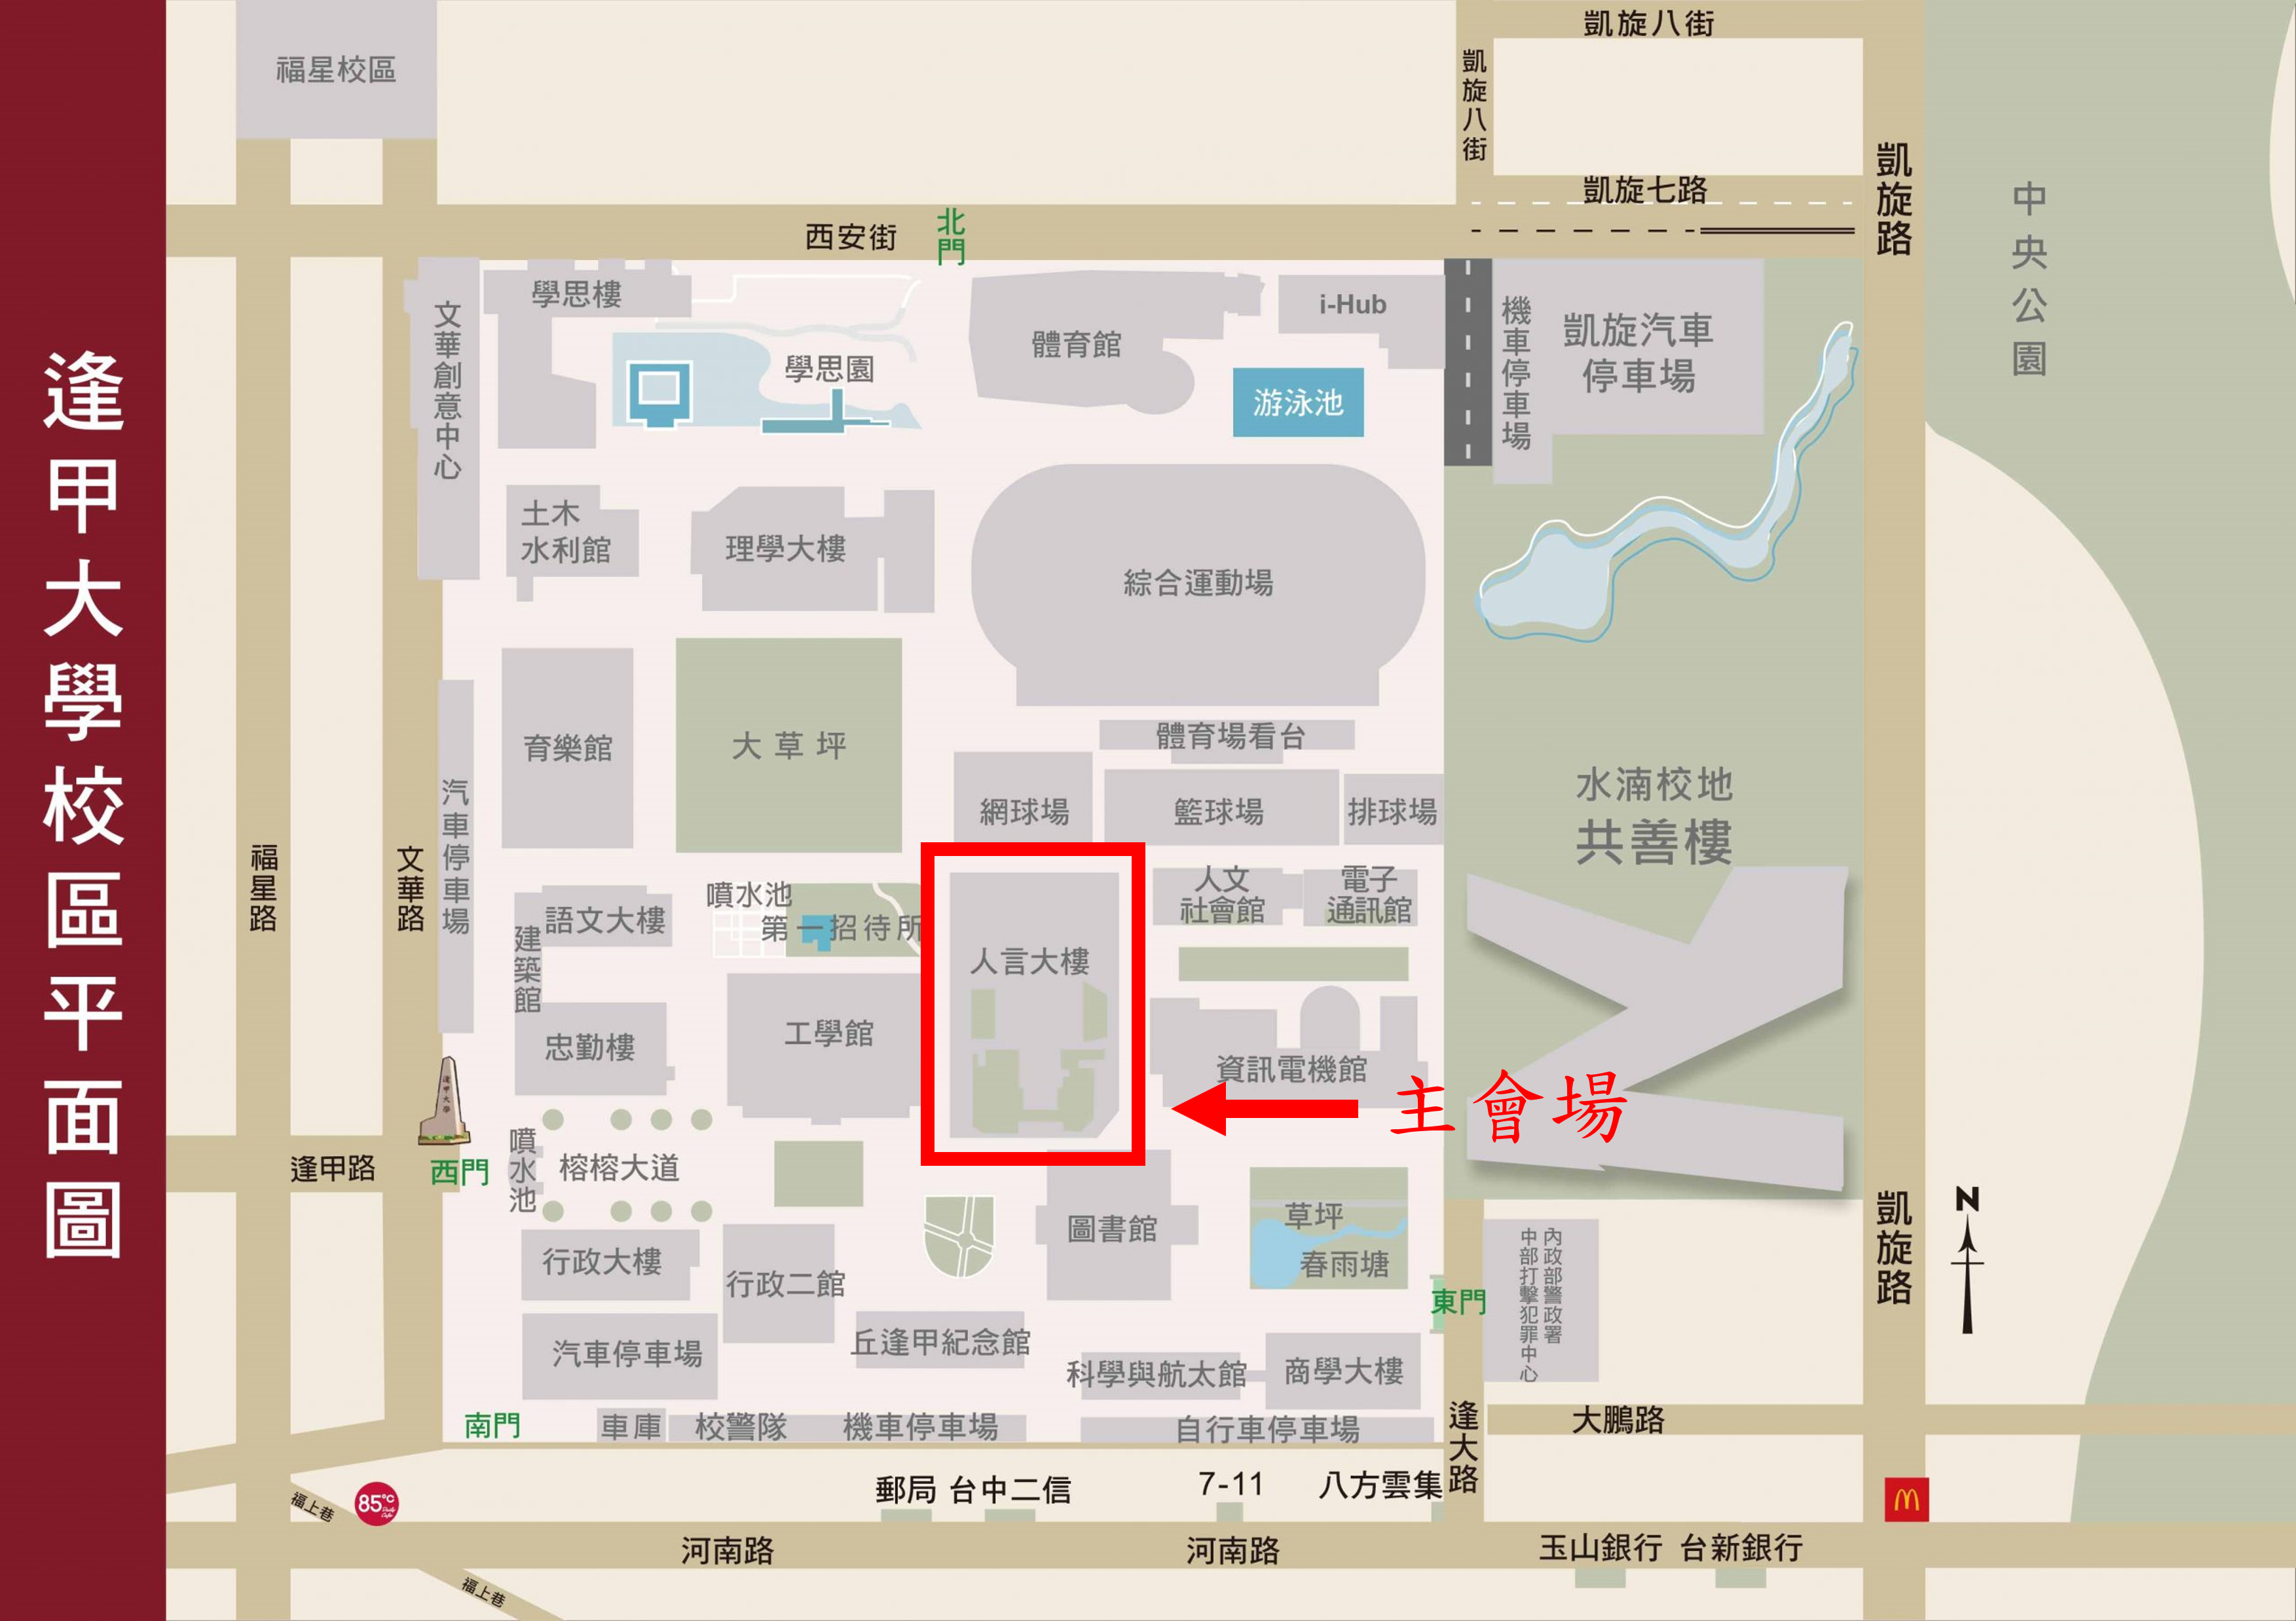 逢甲大學校區平面圖
福星校區
凱旋八街
凱旋八街
凱旋七路
凱旋路
中央公園
西安街
北門
文華創意中心
學思樓
學思園
體育館
i-Hub
游泳池
機車停車場
凱旋汽車
停車場
土木
水利館
理學大樓
綜合運動場
育樂館
大草坪
體育場看台
網球場
籃球場
排球場
水湳校地
共善樓
福星路
文華路
汽車停車場
建築館
語文大樓
噴水池
第一招待所
人言大樓
人文
社會館
電子
通訊館
忠勤樓
工學館
資訊電機館
主會場
逢甲大學
逢甲路
西門
噴水池
榕榕大道
圖書館
草坪
春雨塘
行政大樓
行政二館
東門
內政部警政署
中部打擊犯罪中心
凱旋路
N
汽車停車場
丘逢甲紀念館
科學與航太館
商學大樓
南門
車庫
校警隊
機車停車場
自行車停車場
逢大路
大鵬路
福上巷
85°C
郵局 台中二信
7-11
八方雲集
河南路
河南路
玉山銀行 台新銀行
福上巷